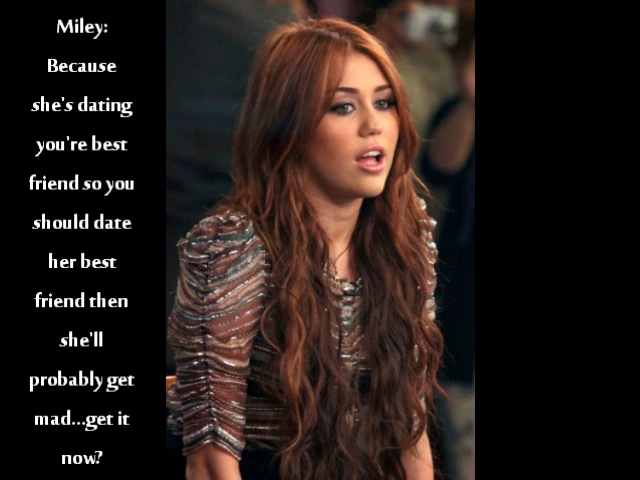 Miley:
Because
she's dating
you're best
friend so you
should date
her best
friend then
she'll
probably get
mad...get it
now?